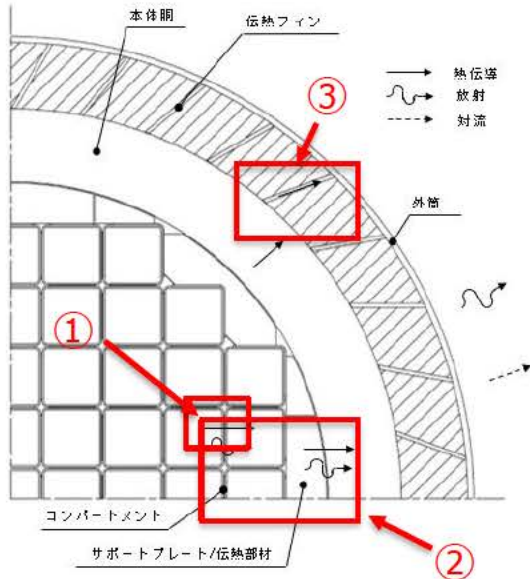 本体胴
伝熱フィン
熱伝導
放射
対流
③
外筒
①
コンパートメント
サポートプレート/伝熱部材
②